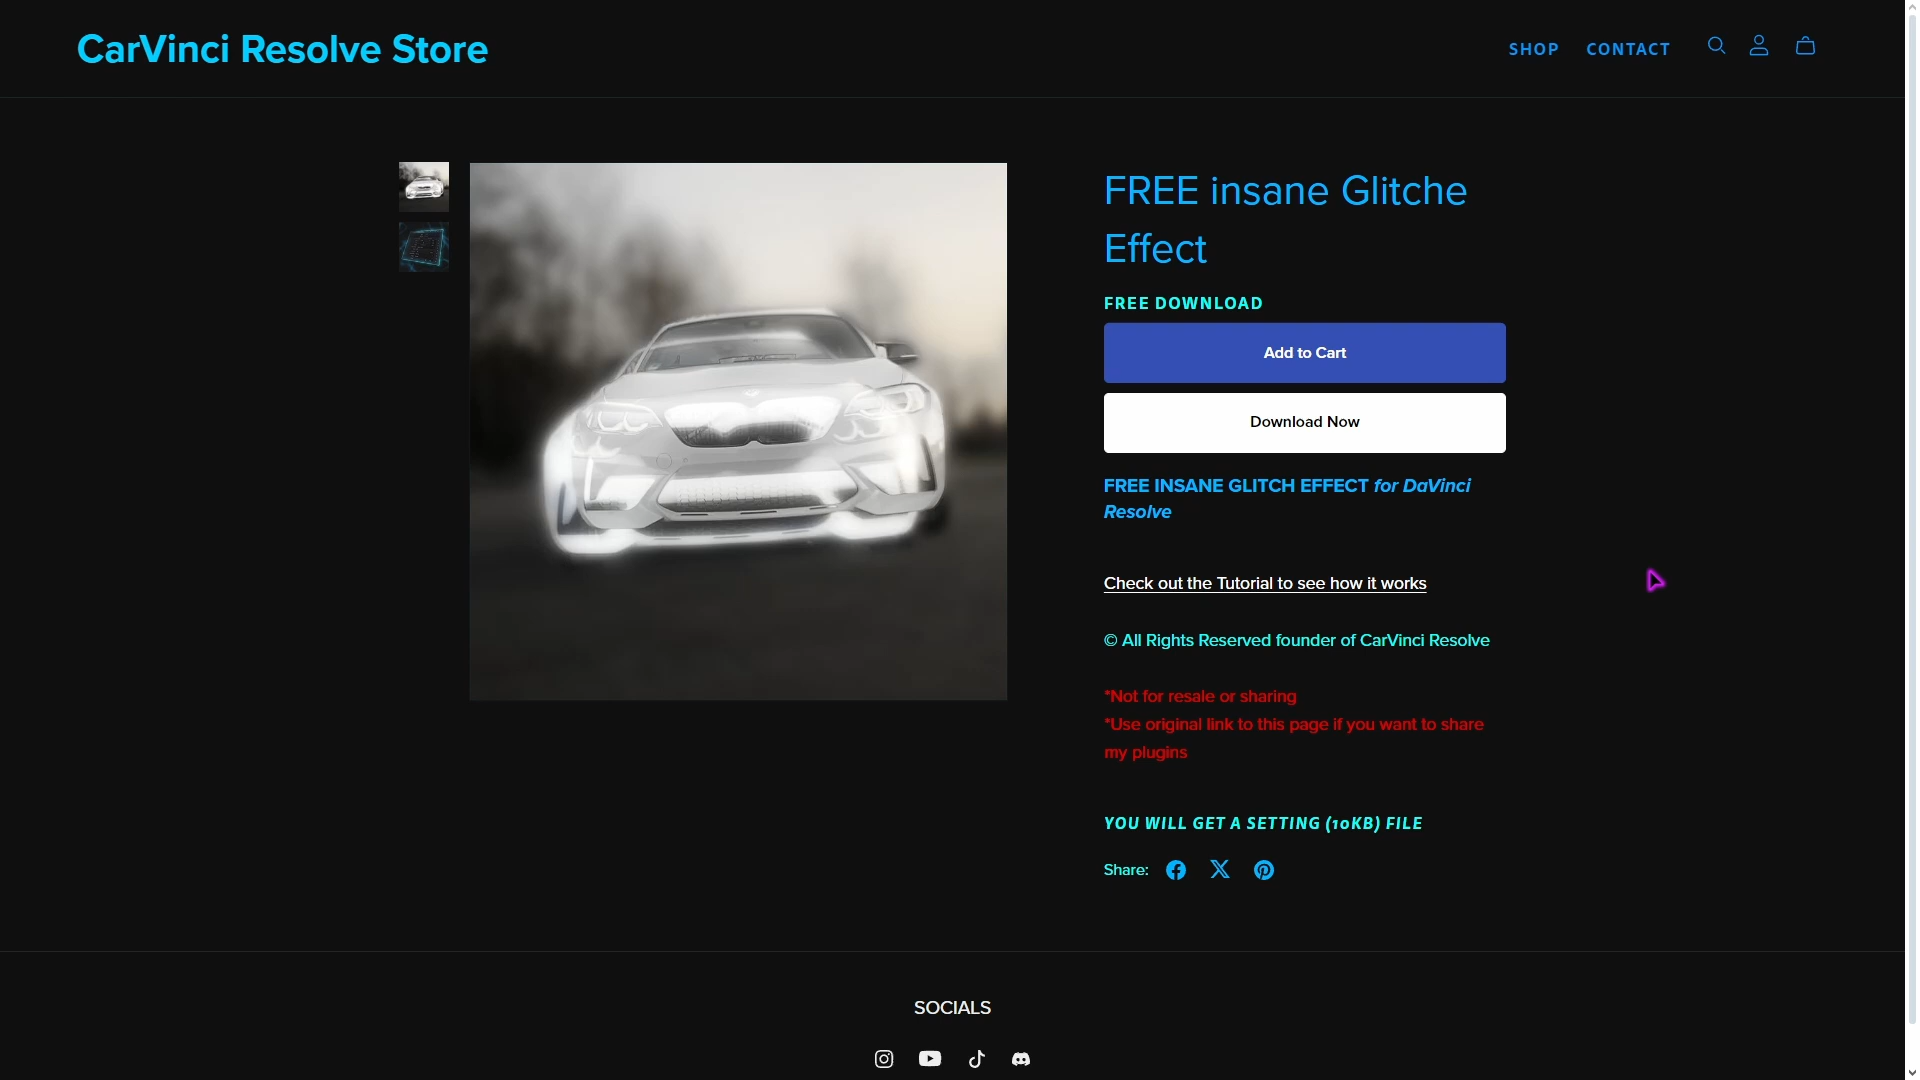 CarVinci Resolve Store
SHOP
CONTACT
FREE insane Glitche
Effect
FREE DOWNLOAD
Add to Cart
Download Now
FREE INSANE GLITCH EFFECT for DaVinci
Resolve
Check out the Tutorial to see how it works
© All Rights Reserved founder of CarVinci Resolve
*Not for resale or sharing
*Use original link to this page if you want to share
my plugins
YOU WILL GET A SETTING (10KB) FILE
Share:
SOCIALS